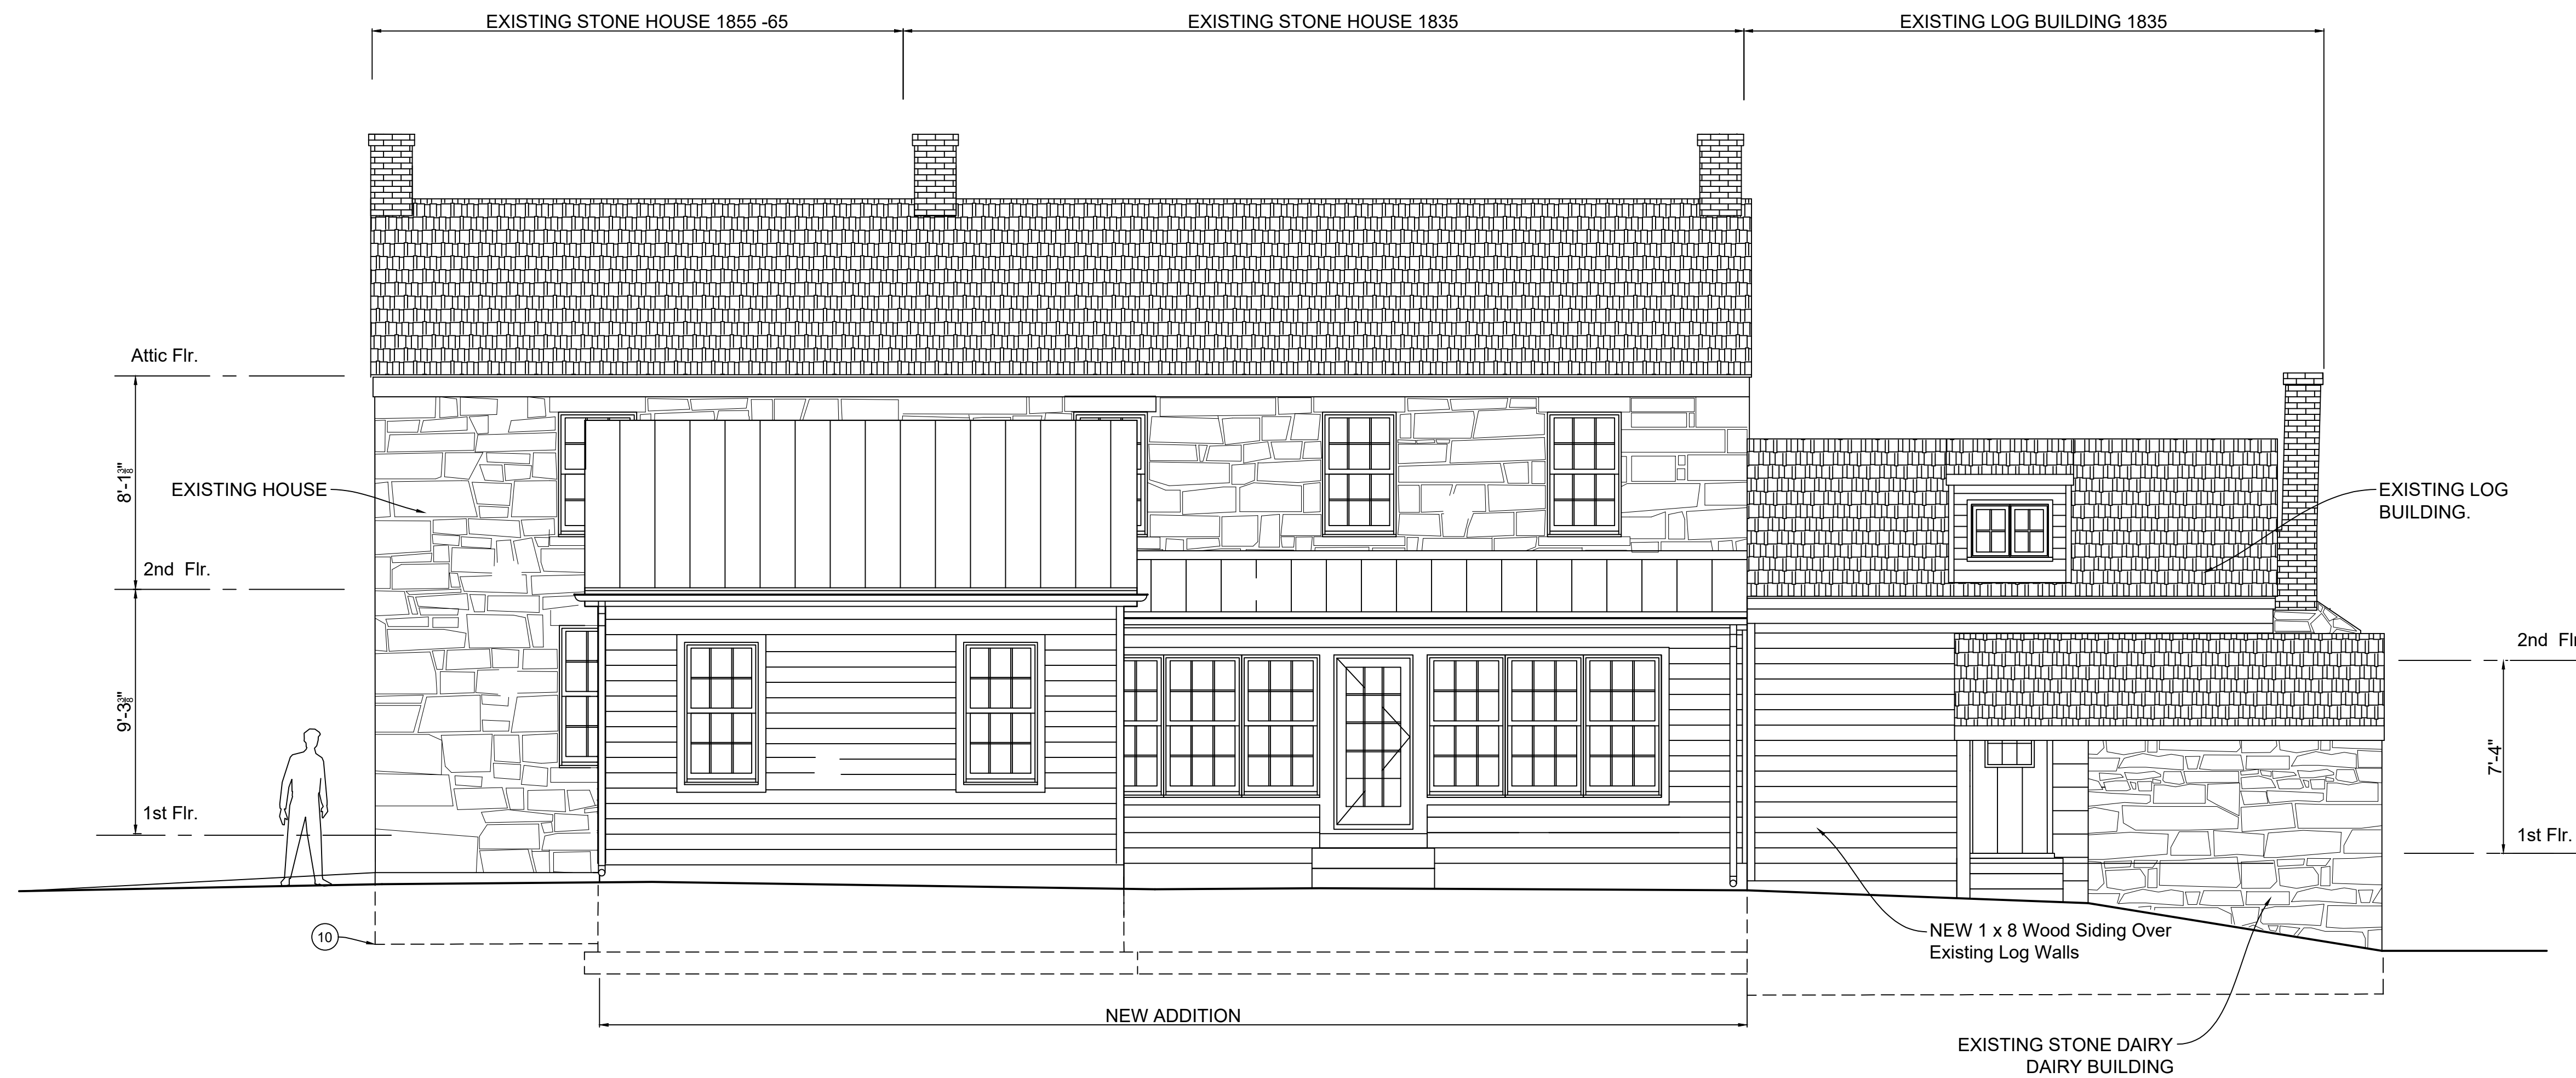 EXISTING STONE HOUSE 1855 -65
EXISTING STONE HOUSE 1835
EXISTING LOG BUILDING 1835
Attic Flr.
8'-1⅜"
EXISTING HOUSE
EXISTING LOG
BUILDING.
2nd Flr.
9'-3⅜"
1st Flr.
2nd
7'-4"
1st Flr.
10
NEW 1 x 8 Wood Siding Over
Existing Log Walls
NEW ADDITION
EXISTING STONE DAIRY
DAIRY BUILDING